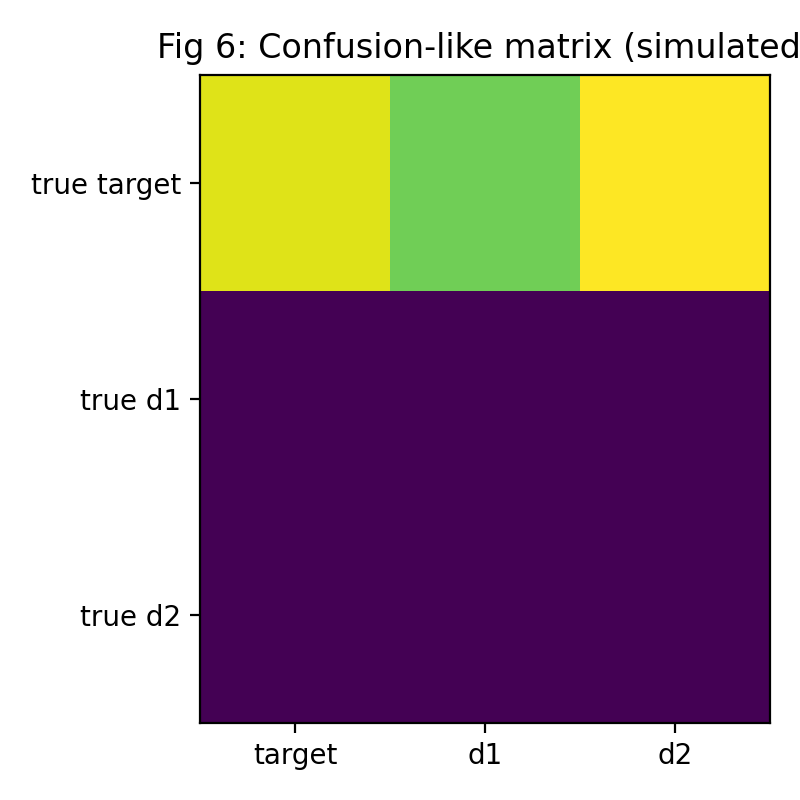 Fig 6: Confusion-like matrix (simulated
true target
true d1
true d2
target d1 d2